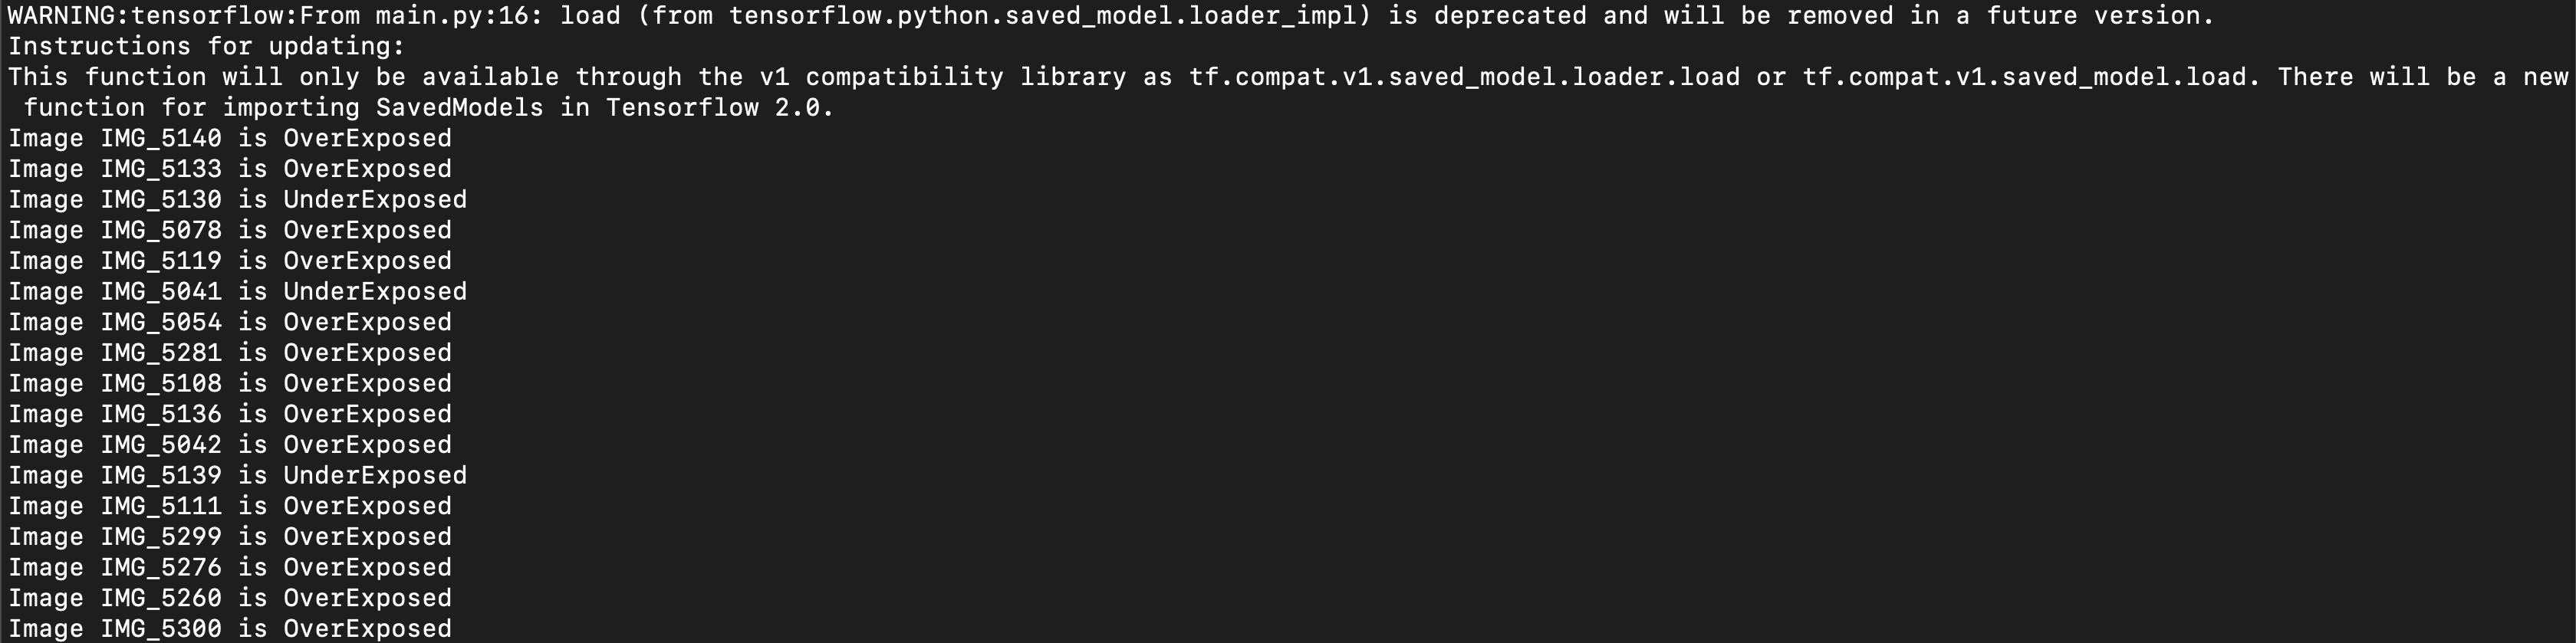 WARNING:tensorflow:From main.py:16: load (from tensorflow.python.saved_model.loader_impl) is deprecated and will be removed in a future version.
Instructions for updating:
This function will only be available through the v1 compatibility library as tf.compat.v1.saved_model.loader.load or tf.compat.v1.saved_model.load. There will be a new
 function for importing SavedModels in Tensorflow 2.0.
Image IMG_5140 is OverExposed
Image IMG_5133 is OverExposed
Image IMG_5130 is UnderExposed
Image IMG_5078 is OverExposed
Image IMG_5119 is OverExposed
Image IMG_5041 is UnderExposed
Image IMG_5054 is OverExposed
Image IMG_5281 is OverExposed
Image IMG_5108 is OverExposed
Image IMG_5136 is OverExposed
Image IMG_5042 is OverExposed
Image IMG_5139 is UnderExposed
Image IMG_5111 is OverExposed
Image IMG_5299 is OverExposed
Image IMG_5276 is OverExposed
Image IMG_5260 is OverExposed
Image IMG_5300 is OverExposed